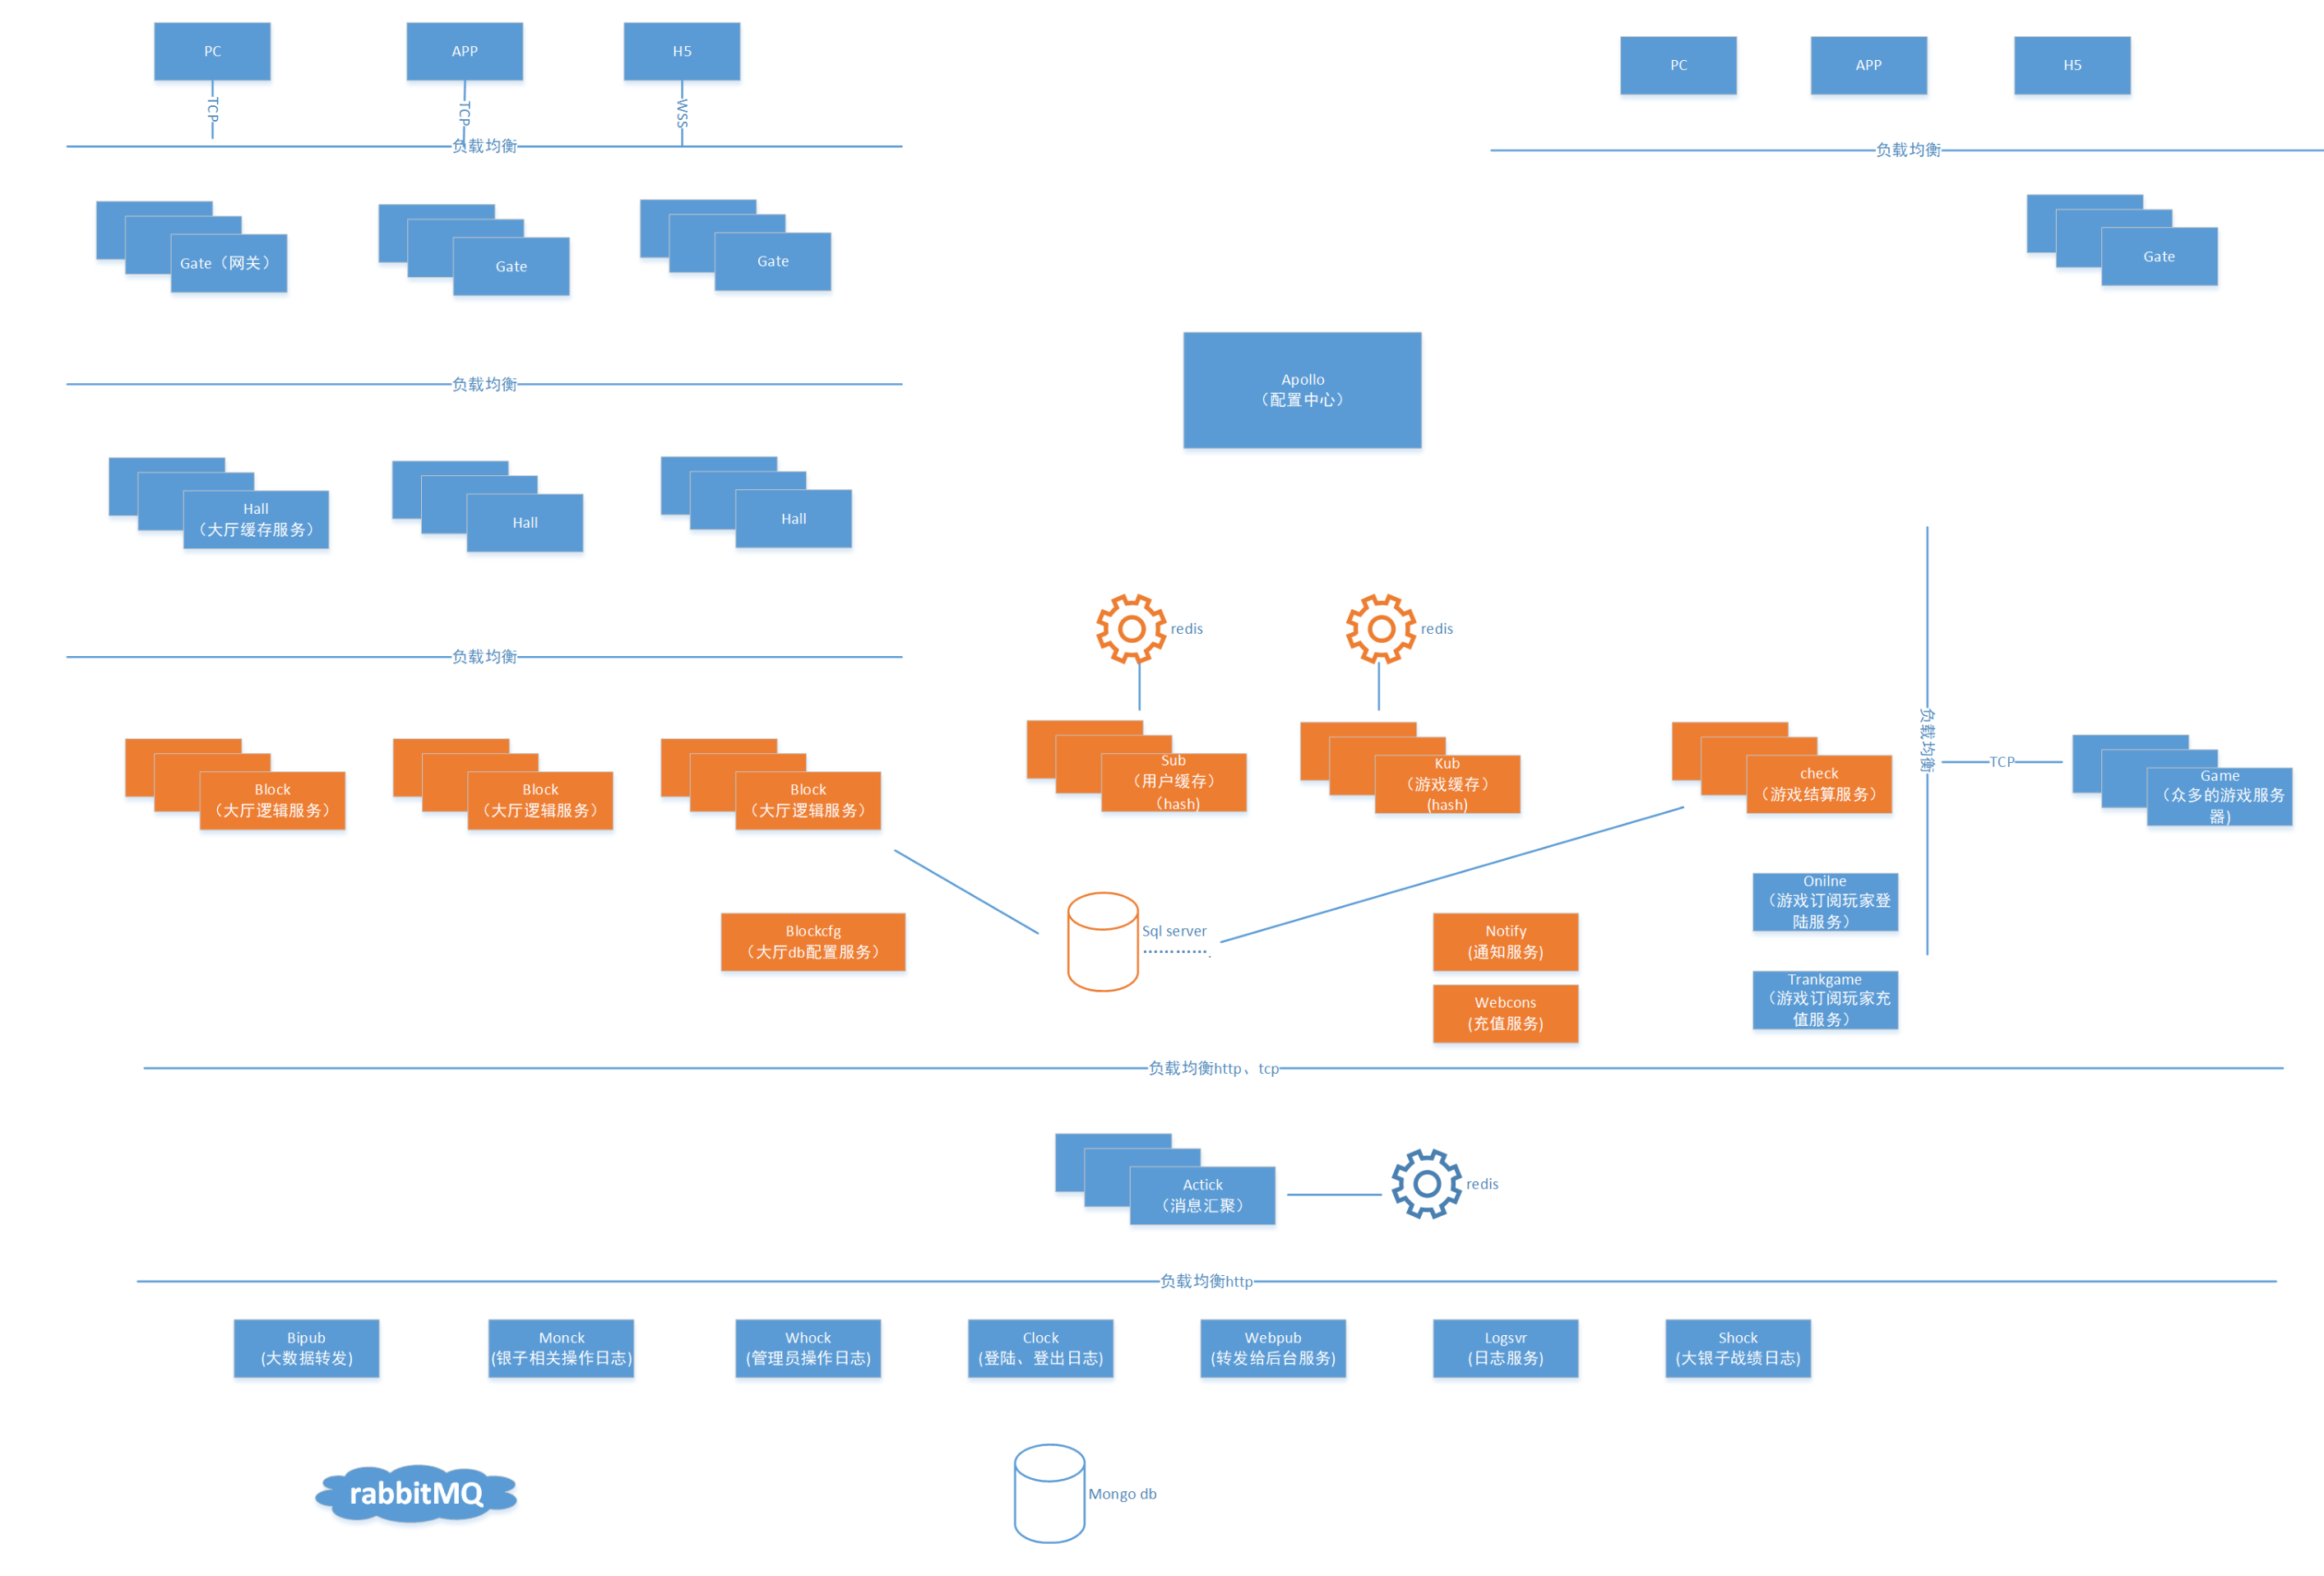 PC
APP
H5
PC
APP
H5
TCP
TCP
WSS
负载均衡
负载均衡
Gate（网关）
Gate
Gate
Gate
负载均衡
Apollo
（配置中心）
Hall
（大厅缓存服务）
Hall
Hall
redis
redis
负载均衡
负载均衡
TCP
Block
（大厅逻辑服务）
Block
（大厅逻辑服务）
Block
（大厅逻辑服务）
Sub
（用户缓存）
（hash)
Kub
（游戏缓存）
(hash)
check
（游戏结算服务）
Game
（众多的游戏服务
器)
Onilne
（游戏订阅玩家登
陆服务）
Blockcfg
（大厅db配置服务）
Sql server
………….
Notify
(通知服务)
Webcons
(充值服务)
Trankgame
（游戏订阅玩家充
值服务）
负载均衡http、tcp
Actick
（消息汇聚）
redis
负载均衡http
Bipub
(大数据转发)
Monck
(银子相关操作日志)
Whock
(管理员操作日志)
Clock
(登陆、登出日志)
Webpub
(转发给后台服务)
Logsvr
(日志服务)
Shock
(大银子战绩日志)
rabbitMQ
Mongo db